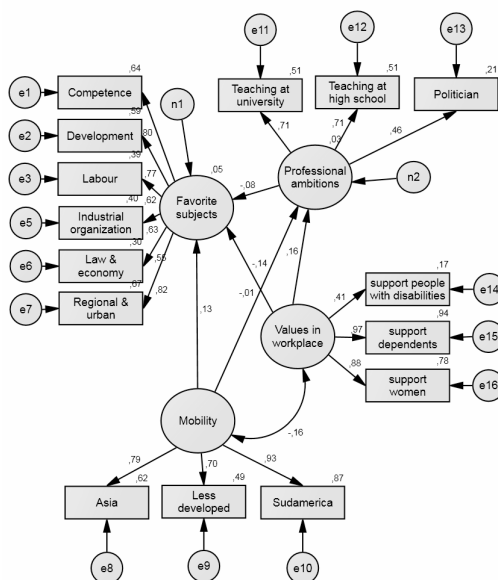 e11
e12
e13
,51
,51
,21
Teaching at
university
Teaching at
high school
Politician
e1
,64
Competence
n1
,59
e2
Development
,80
,71
,71
,46
,39
,03
e3
Labour
,77
,05
Professional
ambitions
n2
,40
,62
Favorite
subjects
-,08
e5
Industrial
organization
,63
,30
e6
Law &
economy
,55
-,14
,16
,67
,82
-,01
e7
Regional &
urban
,17
,41
support people
with disabilities
e14
,13
,94
Values in
workplace
,97
support
dependents
e15
,88
,78
support
women
e16
Mobility
-,16
,79
,70
,93
,62
,49
,87
Asia
Less
developed
Sudamerica
e8
e9
e10